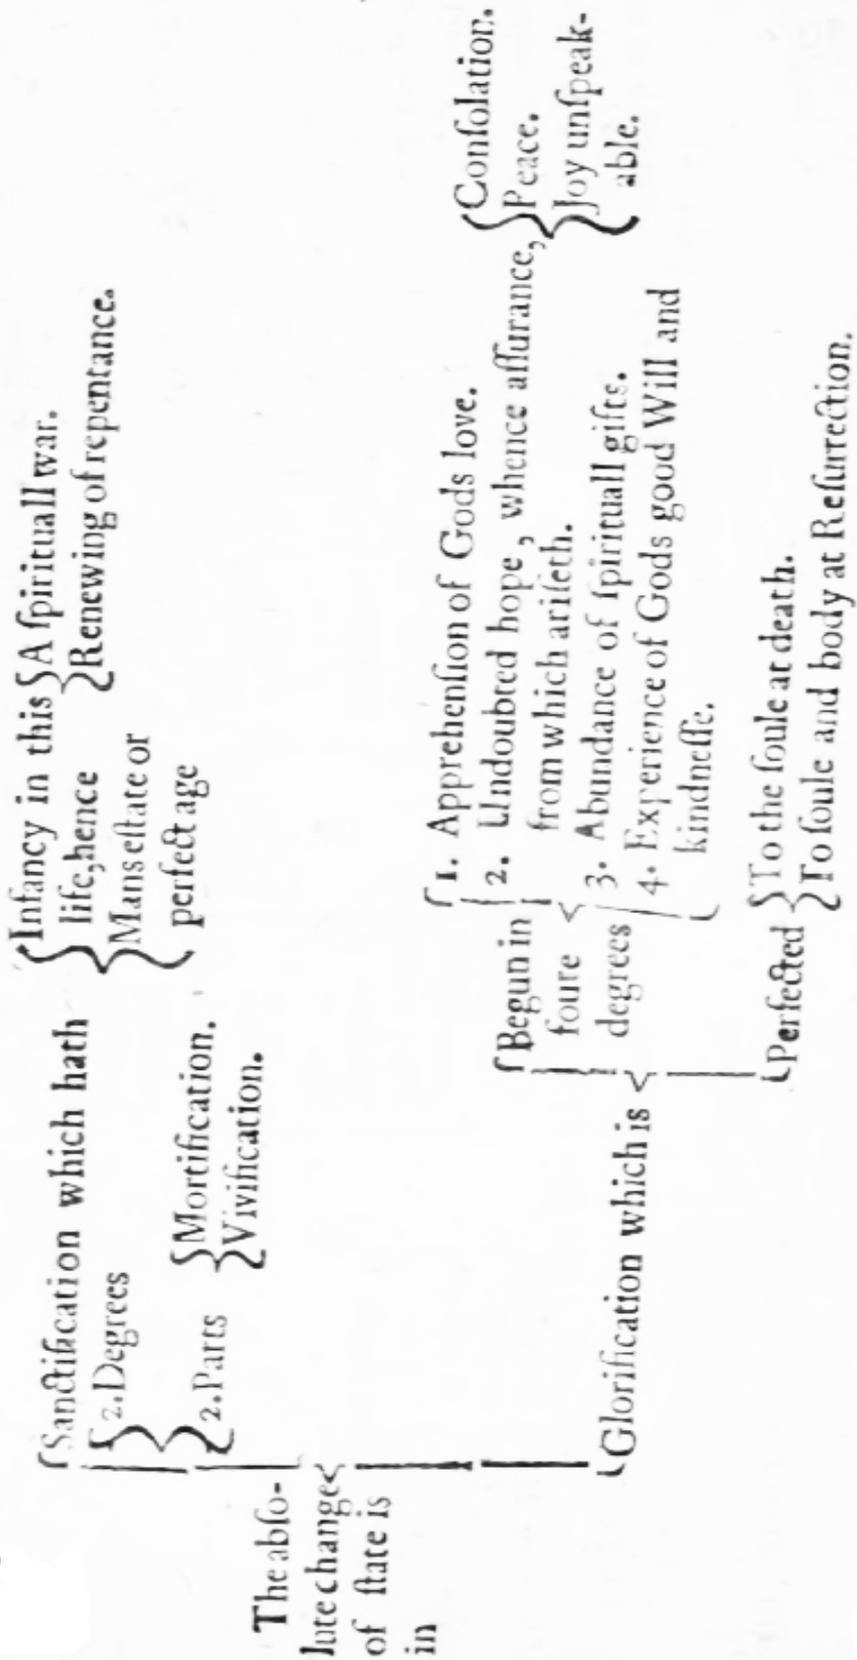 The abſo-
lute change
of ſtate is
in
Sanctification which hath
2. Degrees
Infancy in this
life, hence
A ſpirituall war.
Renewing of repentance.
Mans eſtate or
perfect age
2. Parts
Mortification.
Vivification.
Glorification which is
Begun in
foure
degrees
1. Apprehenſion of Gods love.
2. Undoubted hope, whence aſſurance,
from which ariſeth.
Conſolation.
Peace.
Joy unſpeak-
able.
3. Abundance of ſpirituall gifts.
4. Experience of Gods good Will and
kindneſſe.
Perfected
To the ſoule at death.
To ſoule and body at Reſurrection.